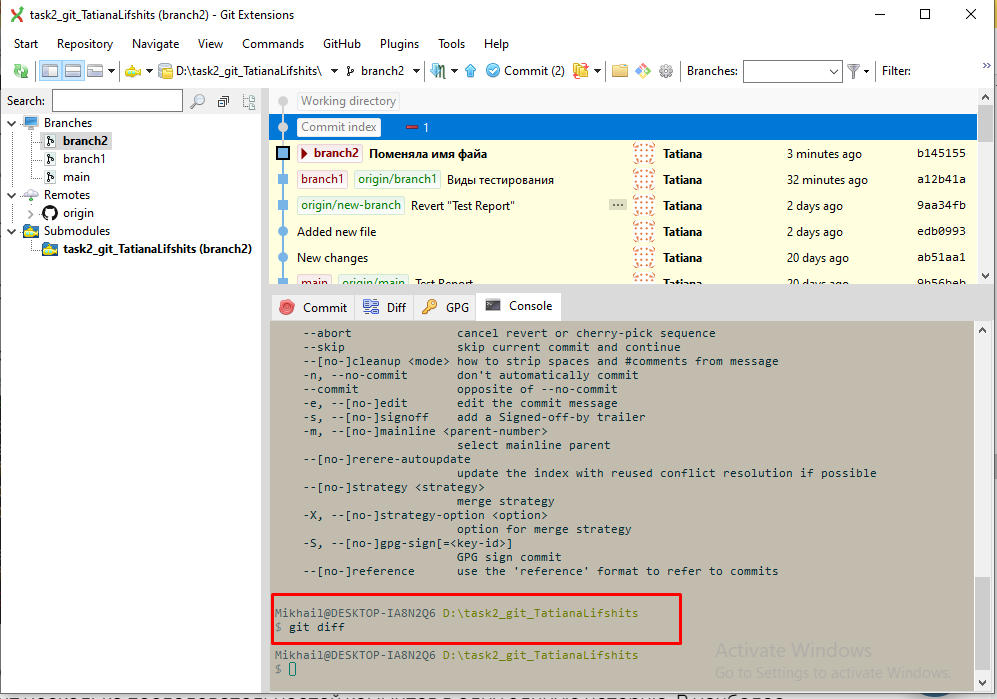 task2_git_TatianaLifshits (branch2) - Git Extensions
Start Repository Navigate View Commands GitHub Plugins Tools Help
D:\task2_git_TatianaLifshits\ branch2 Commit (2) Branches: Filter:
Search:
Branches
branch2
branch1
main
Remotes
origin
Submodules
task2_git_TatianaLifshits (branch2)
Working directory
Commit index 1
branch2 Поменяла имя файа Tatiana 3 minutes ago b145155
branch1 origin/branch1 Виды тестирования Tatiana 32 minutes ago a12b41a
origin/new-branch Revert "Test Report" ... Tatiana 2 days ago 9aa34fb
Added new file Tatiana 2 days ago edb0993
New changes Tatiana 20 days ago ab51aa1
main origin/main Test Report Tatiana 20 days ago 9b56beb
Commit Diff GPG Console
--abort cancel revert or cherry-pick sequence
--skip skip current commit and continue
--[no-]cleanup <mode> how to strip spaces and #comments from message
-n, --no-commit don't automatically commit
--commit opposite of --no-commit
-e, --[no-]edit edit the commit message
-s, --[no-]signoff add a Signed-off-by trailer
-m, --[no-]mainline <parent-number>
select mainline parent
--[no-]rerere-autoupdate
update the index with reused conflict resolution if possible
--[no-]strategy <strategy>
merge strategy
-X, --[no-]strategy-option <option>
option for merge strategy
-S, --[no-]gpg-sign[=<key-id>]
GPG sign commit
--[no-]reference use the 'reference' format to refer to commits
Mikhail@DESKTOP-IA8N2Q6 D:\task2_git_TatianaLifshits
$ git diff
Mikhail@DESKTOP-IA8N2Q6 D:\task2_git_TatianaLifshits
$
Activate Windows
Go to Settings to activate Windows.